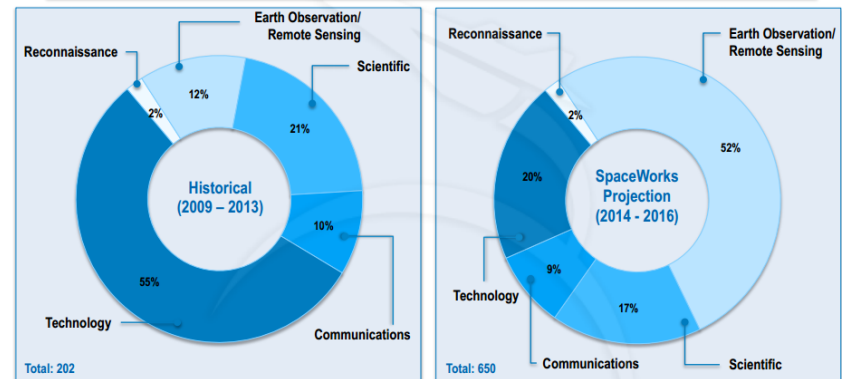 Earth Observation/
Remote Sensing
Reconnaissance
Scientific
12%
2%
21%
Historical
(2009 – 2013)
10%
55%
Technology
Communications
Total: 202
Reconnaissance
Earth Observation/
Remote Sensing
2%
52%
20%
SpaceWorks
Projection
(2014 - 2016)
9%
Technology
17%
Communications
Scientific
Total: 650